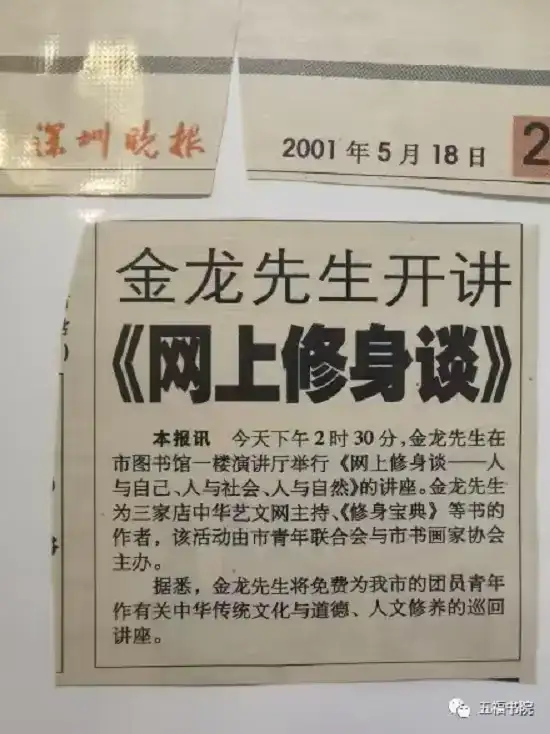 深圳晚报
2001年5月18日
2
金龙先生开讲
《网上修身谈》
本报讯 今天下午2时30分,金龙先生在
市图书馆一楼演讲厅举行《网上修身谈——人
与自己、人与社会、人与自然》的讲座。金龙先生
为三家店中华艺文网主持、《修身宝典》等书的
作者，该活动由市青年联合会与市书画家协会
主办。
据悉，金龙先生将免费为我市的团员青年
作有关中华传统文化与道德、人文修养的巡回
讲座。
五福书院